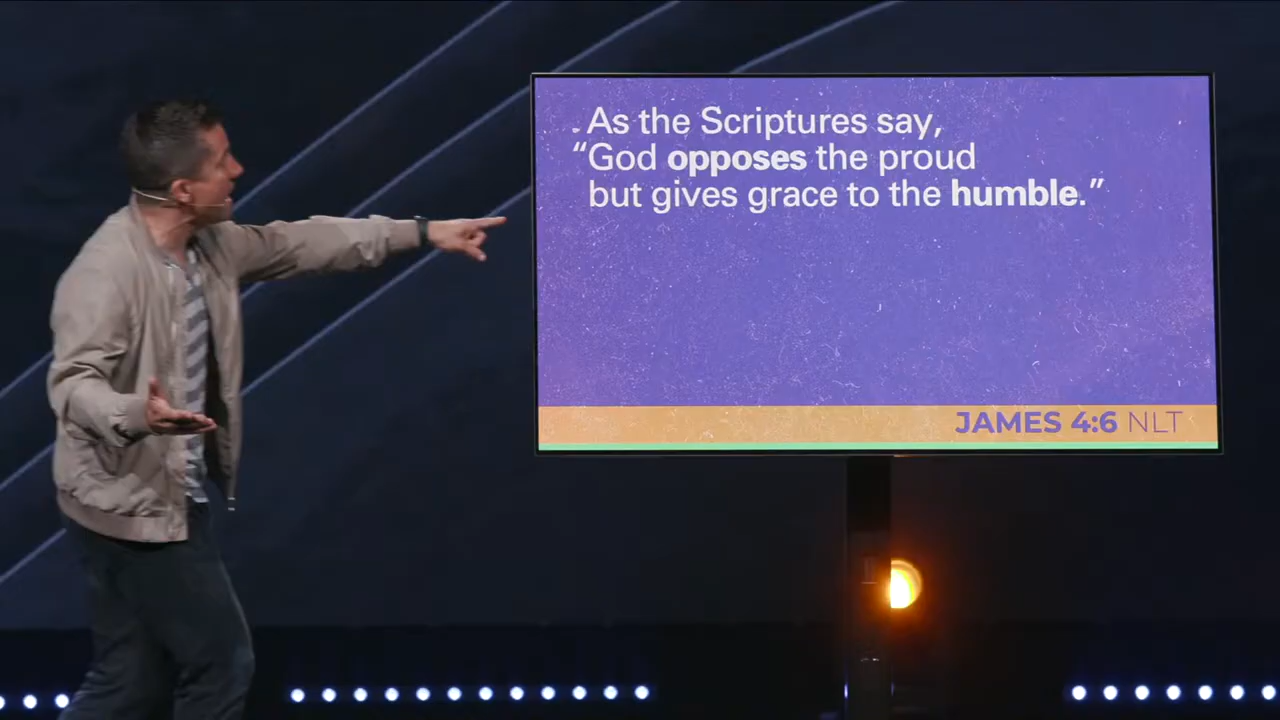 As the Scriptures say,
“God opposes the proud
but gives grace to the humble.”
JAMES 4:6 NLT